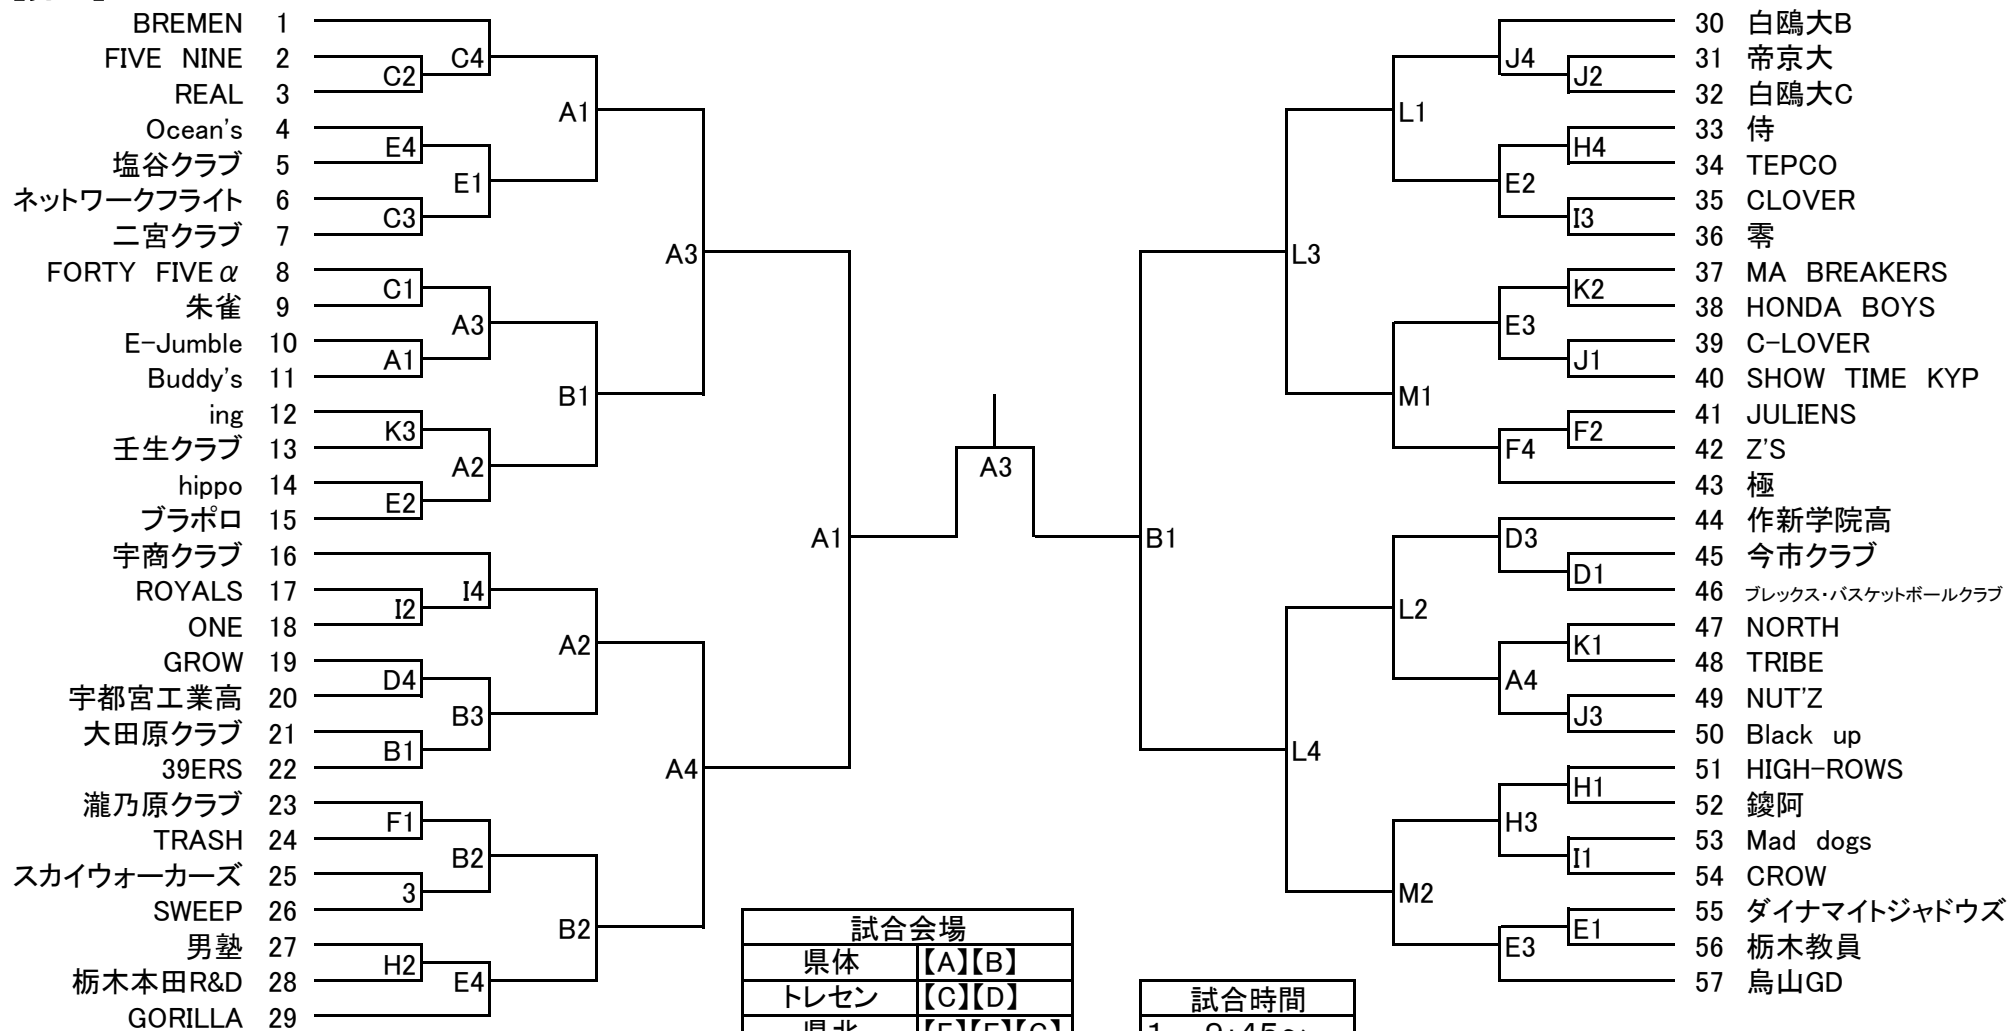 BREMEN 1
FIVE NINE 2
REAL 3
Ocean's 4
塩谷クラブ 5
ネットワークフライト 6
二宮クラブ 7
FORTY FIVEα 8
朱雀 9
E-Jumble 10
Buddy's 11
ing 12
壬生クラブ 13
hippo 14
ブラポロ 15
宇商クラブ 16
ROYALS 17
ONE 18
GROW 19
宇都宮工業高 20
大田原クラブ 21
39ERS 22
瀧乃原クラブ 23
TRASH 24
スカイウォーカーズ 25
SWEEP 26
男塾 27
栃木本田R&D 28
GORILLA 29
C2
E4
C3
C1
A1
K3
E2
I2
D4
B1
F1
3
H2
C4
E1
A3
A2
I4
B3
B2
E4
A1
B1
A2
B2
A3
A4
A1
A3
B1
L3
L4
L1
M1
L2
M2
J4
E2
E3
F4
D3
A4
H3
E3
J2
H4
I3
K2
J1
F2
D1
K1
J3
H1
I1
E1
30 白鴎大B
31 帝京大
32 白鴎大C
33 侍
34 TEPCO
35 CLOVER
36 零
37 MA BREAKERS
38 HONDA BOYS
39 C-LOVER
40 SHOW TIME KYP
41 JULIENS
42 Z'S
43 極
44 作新学院高
45 今市クラブ
46 ブレックス・バスケットボールクラブ
47 NORTH
48 TRIBE
49 NUT'Z
50 Black up
51 HIGH-ROWS
52 鑁阿
53 Mad dogs
54 CROW
55 ダイナマイトジャドウズ
56 栃木教員
57 烏山GD
試合会場
県体 【A】【B】
トレセン 【C】【D】
県北 【E】【F】【G】
試合時間
1 9:45~